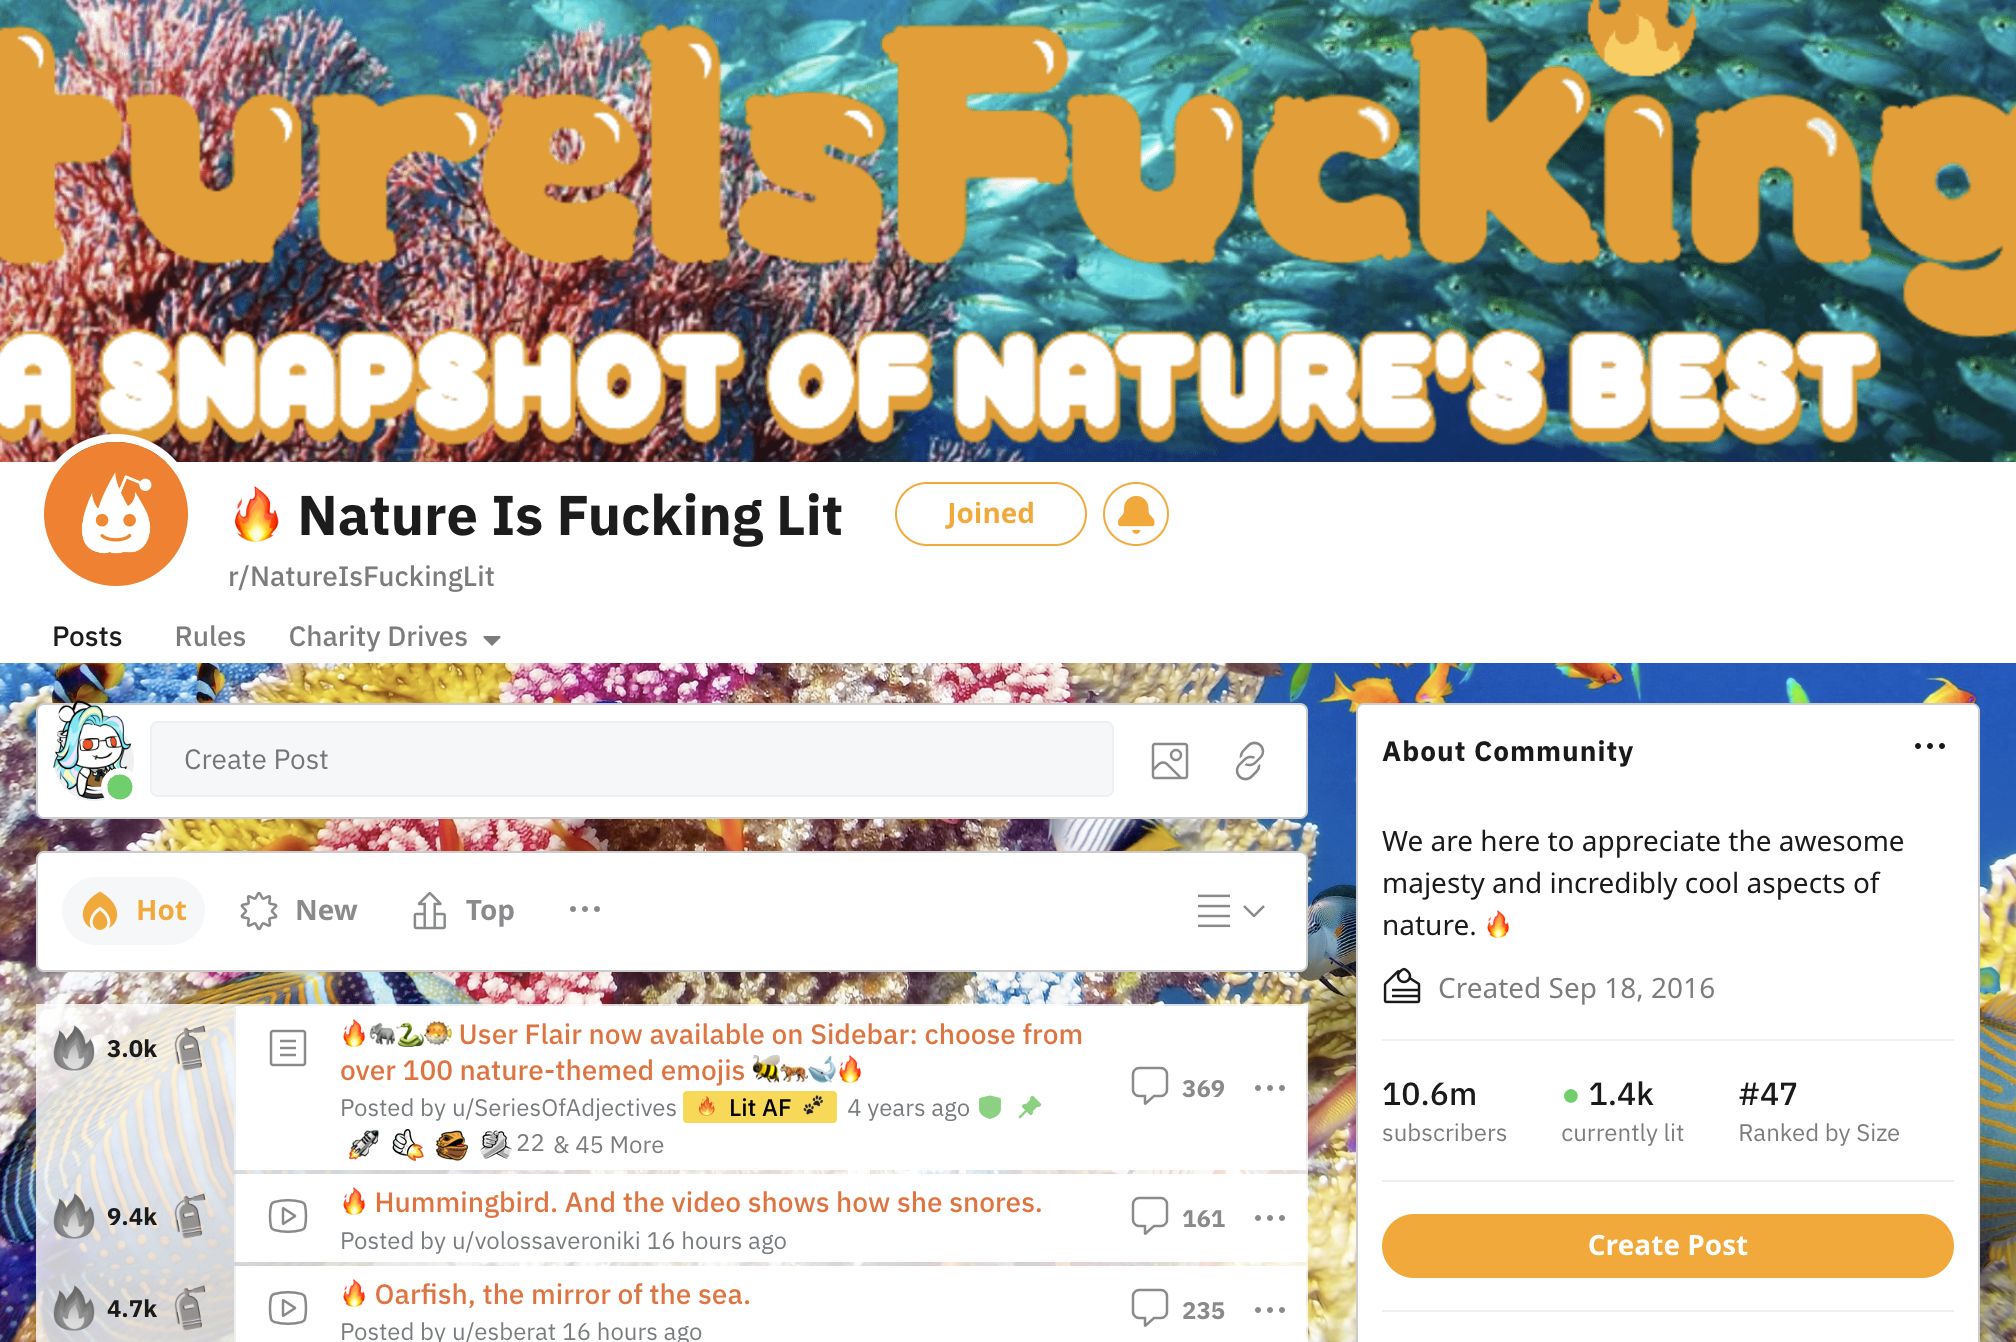 tureIsFucking
A SNAPSHOT OF NATURE'S BEST
🔥 Nature Is Fucking Lit
Joined
r/NatureIsFuckingLit
Posts Rules Charity Drives
Create Post
Hot New Top ...
3.0k
🔥🐘🐍🐡 User Flair now available on Sidebar: choose from
over 100 nature-themed emojis 🐝🐅🐋🔥
Posted by u/SeriesOfAdjectives 🔥 Lit AF 🐾 4 years ago
22 & 45 More
369
9.4k
🔥 Hummingbird. And the video shows how she snores.
Posted by u/volossaveroniki 16 hours ago
161
4.7k
🔥 Oarfish, the mirror of the sea.
Posted by u/esberat 16 hours ago
235
About Community
We are here to appreciate the awesome
majesty and incredibly cool aspects of
nature. 🔥
Created Sep 18, 2016
10.6m 1.4k #47
subscribers currently lit Ranked by Size
Create Post